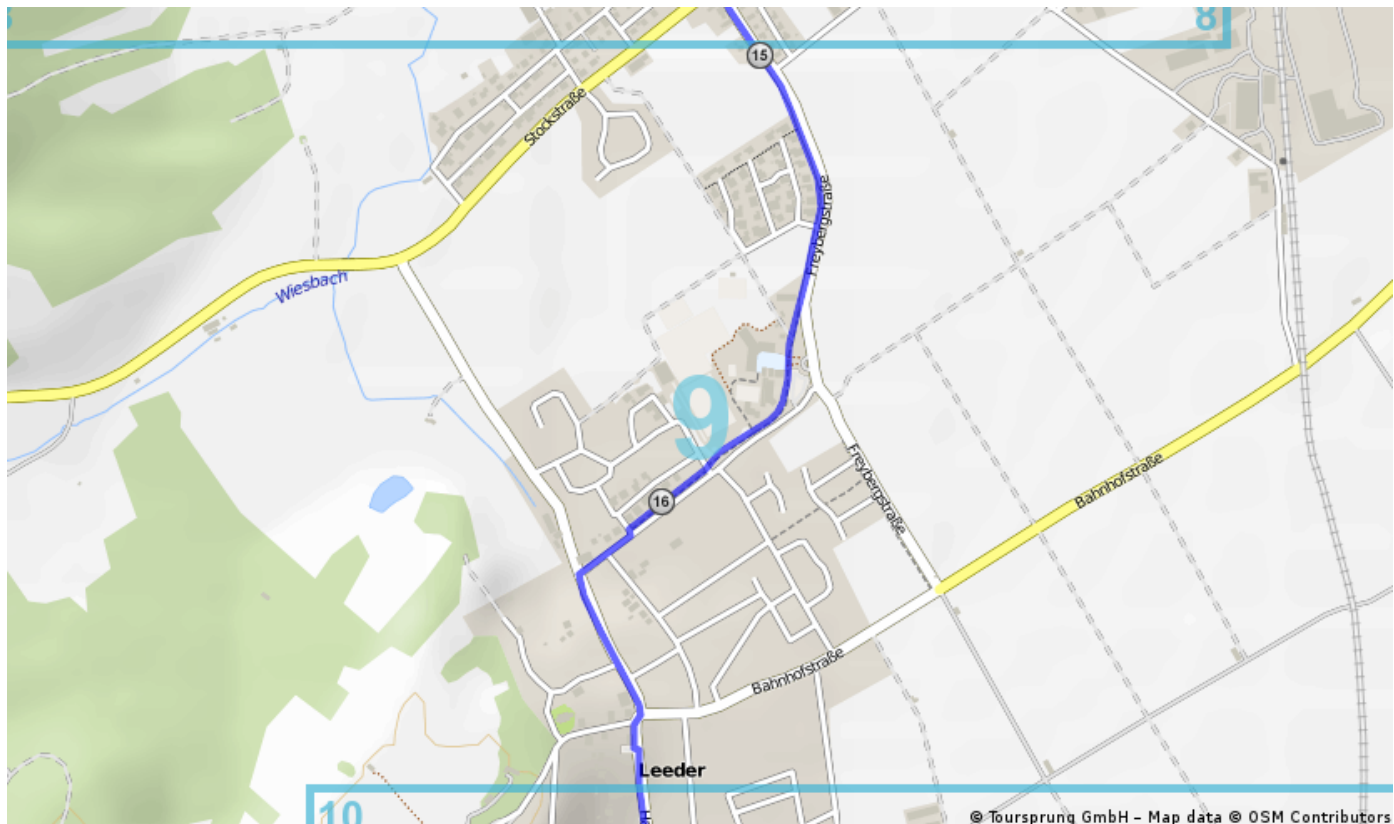 8
15
Stockstraße
Freybergstraße
Wiesbach
9
Freybergstraße
Bahnhofstraße
16
Bahnhofstraße
Leeder
10
© Toursprung GmbH – Map data © OSM Contributors